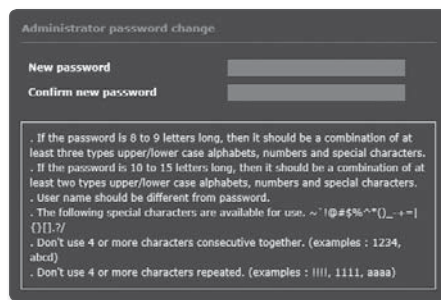 Administrator password change
New password
Confirm new password
. If the password is 8 to 9 letters long, then it should be a combination of at
least three types upper/lower case alphabets, numbers and special characters.
. If the password is 10 to 15 letters long, then it should be a combination of at
least two types upper/lower case alphabets, numbers and special characters.
. User name should be different from password.
. The following special characters are available for use. ~`!@#$%^*()_-+=|
{}[].?/
. Don't use 4 or more characters consecutive together. (examples : 1234,
abcd)
. Don't use 4 or more characters repeated. (examples : !!!!, 1111, aaaa)